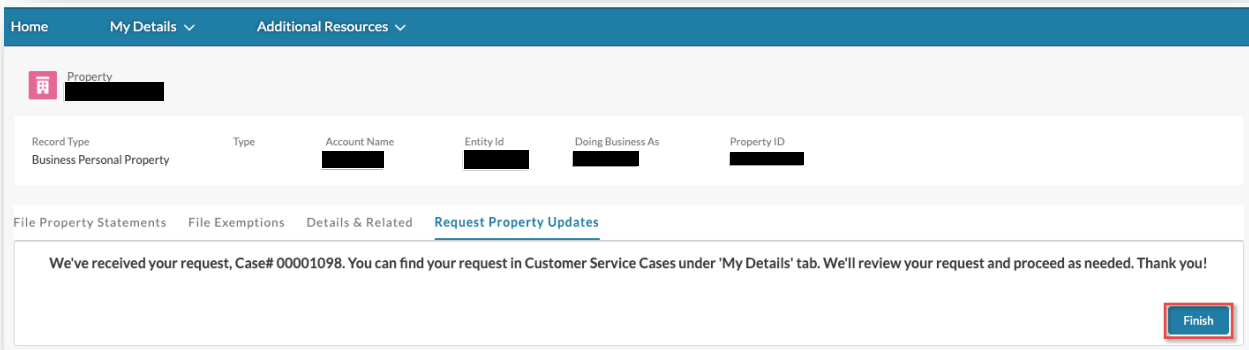 Home My Details Additional Resources
Property
Record Type Type Account Name Entity Id Doing Business As Property ID
Business Personal Property
File Property Statements File Exemptions Details & Related Request Property Updates
We've received your request, Case# 00001098. You can find your request in Customer Service Cases under 'My Details' tab. We'll review your request and proceed as needed. Thank you!
Finish